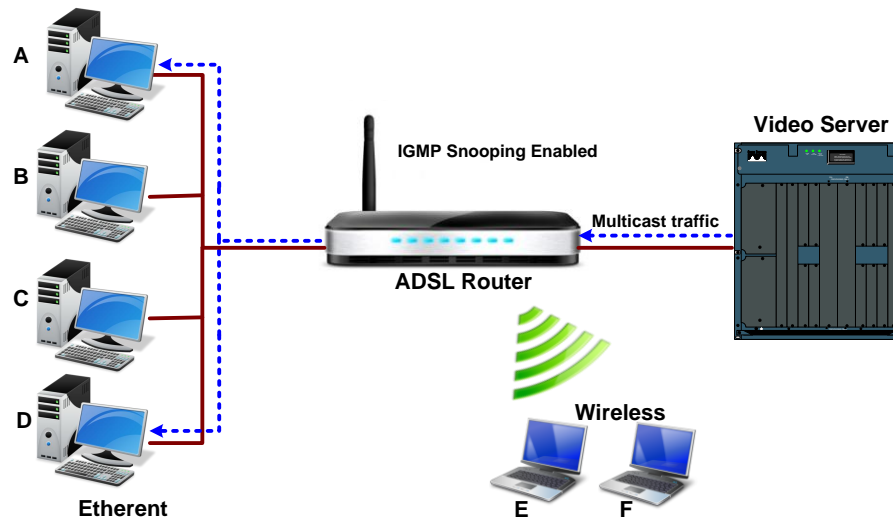 A
B
C
D
Etherent
IGMP Snooping Enabled
ADSL Router
Multicast traffic
Video Server
Wireless
E
F